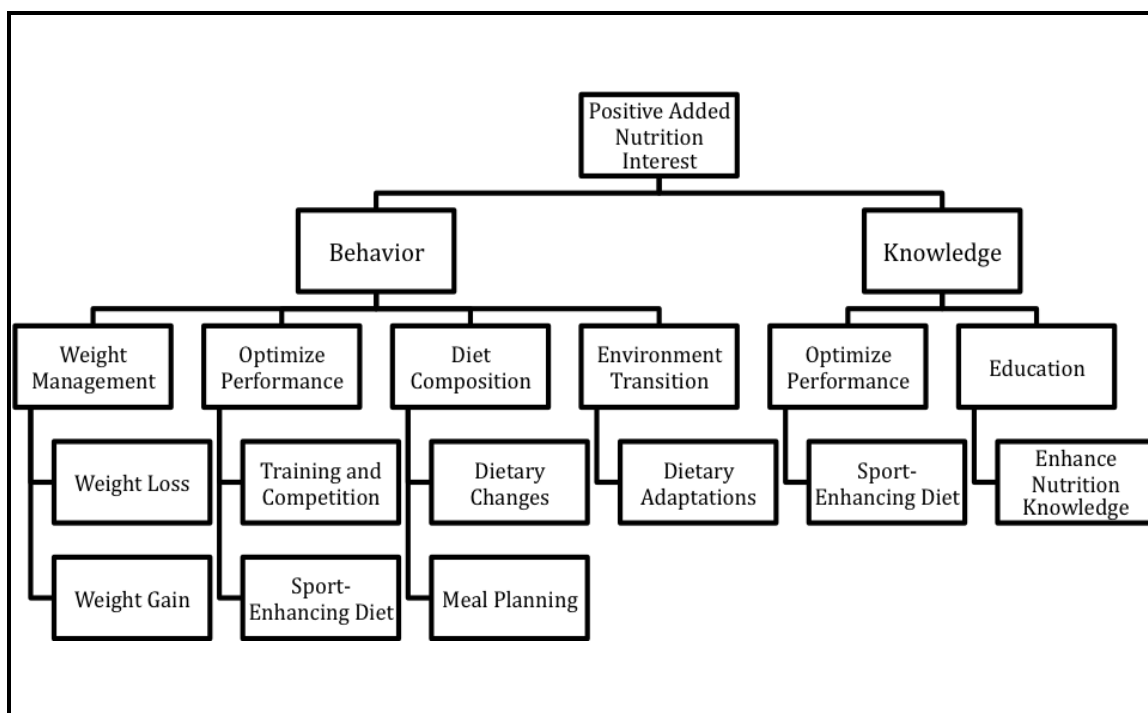 Positive Added
Nutrition
Interest
Behavior
Knowledge
Weight
Management
Optimize
Performance
Diet
Composition
Environment
Transition
Optimize
Performance
Education
Weight Loss
Training and
Competition
Dietary
Changes
Dietary
Adaptations
Sport-
Enhancing Diet
Enhance
Nutrition
Knowledge
Weight Gain
Sport-
Enhancing Diet
Meal Planning